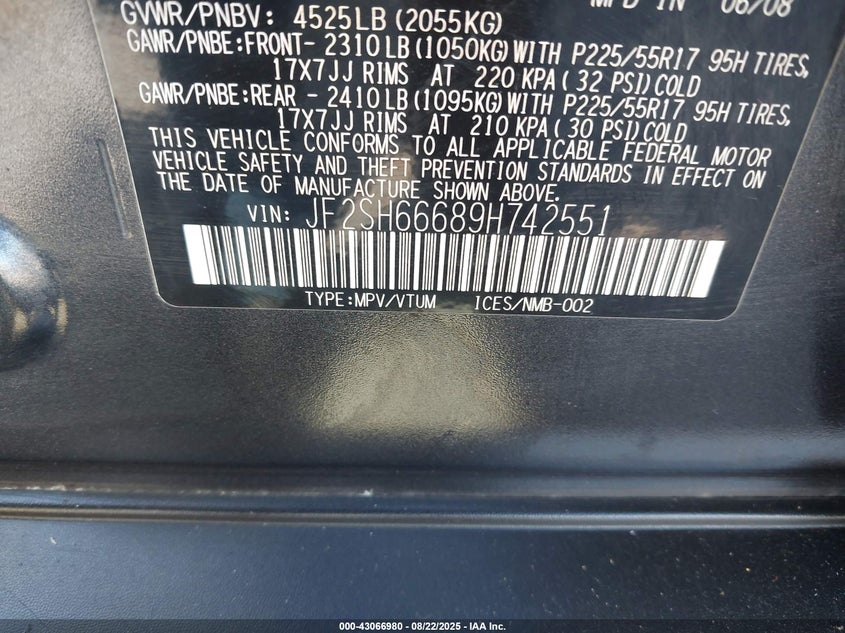 MFD IN 06/08
GVWR/PNBV: 4525LB (2055KG)
GAWR/PNBE:FRONT- 2310 LB (1050KG) WITH P225/55R17 95H TIRES,
17X7JJ RIMS AT 220 KPA ( 32 PSI) COLD
GAWR/PNBE:REAR - 2410 LB (1095KG) WITH P225/55R17 95H TIRES,
17X7JJ RIMS AT 210 KPA ( 30 PSI) COLD
THIS VEHICLE CONFORMS TO ALL APPLICABLE FEDERAL MOTOR
VEHICLE SAFETY AND THEFT PREVENTION STANDARDS IN EFFECT ON
THE DATE OF MANUFACTURE SHOWN ABOVE.
VIN: JF2SH66689H742551
TYPE:MPV/VTUM ICES/NMB-002
000-43066980 - 08/22/2025 - IAA Inc.